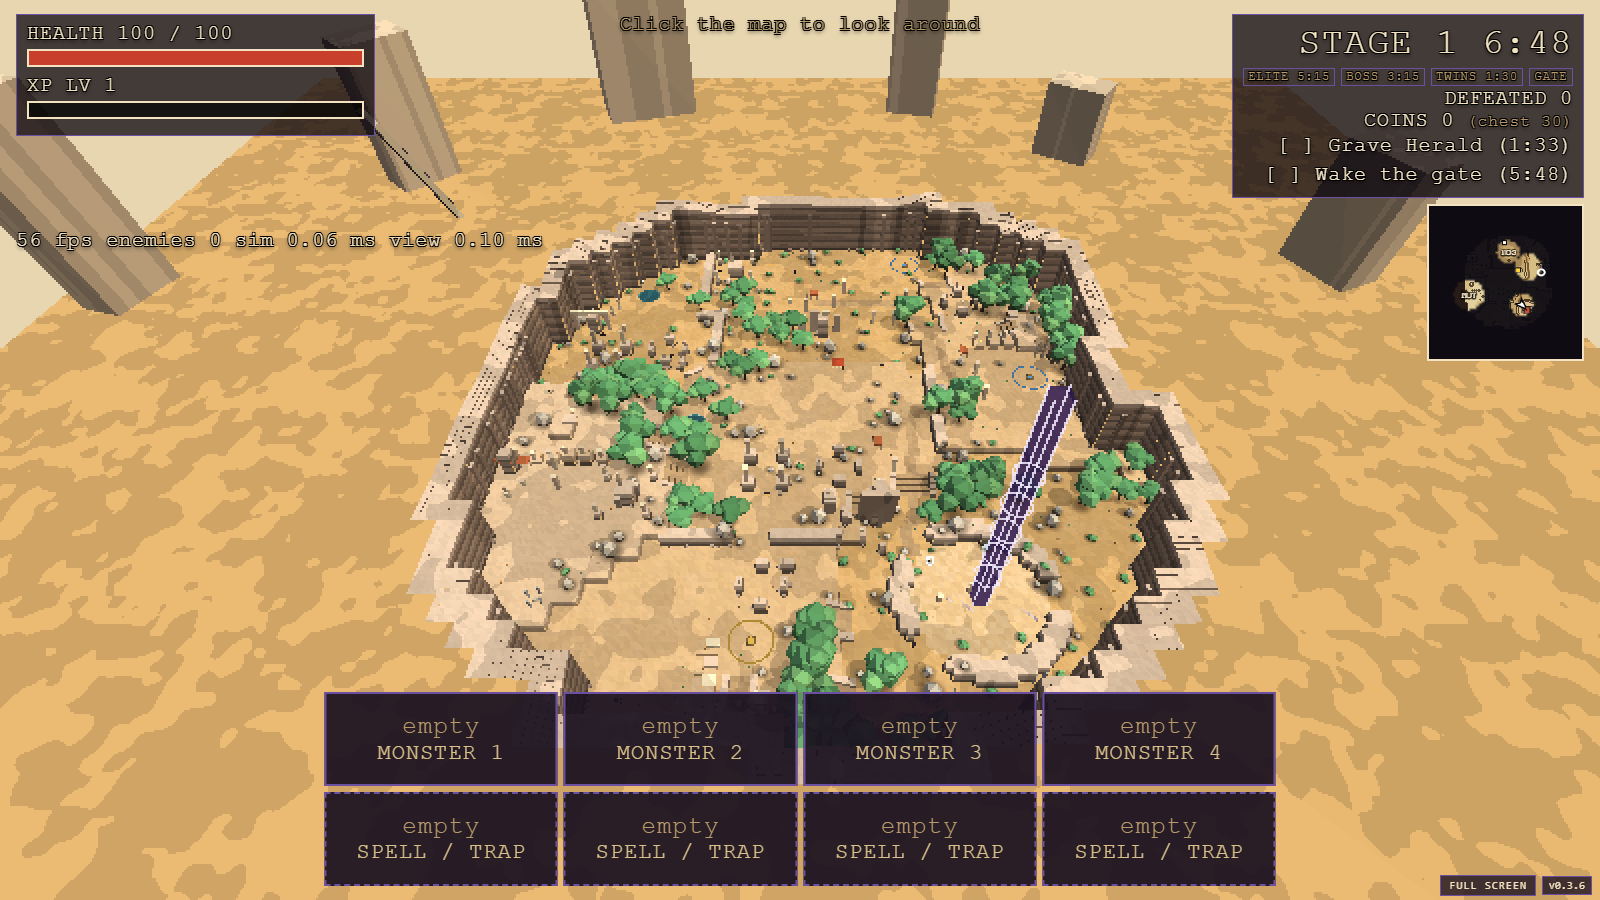 Click the map to look around
HEALTH 100 / 100
XP LV 1
STAGE 1 6:48
ELITE 5:15 BOSS 3:15 TWINS 1:30 GATE
DEFEATED 0
COINS 0 (chest 30)
[ ] Grave Herald (1:33)
[ ] Wake the gate (5:48)
56 fps enemies 0 sim 0.06 ms view 0.10 ms
empty empty empty empty
MONSTER 1 MONSTER 2 MONSTER 3 MONSTER 4
empty empty empty empty
SPELL / TRAP SPELL / TRAP SPELL / TRAP SPELL / TRAP
FULL SCREEN v0.3.6